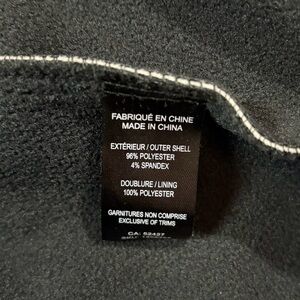 FABRIQUÉ EN CHINE
MADE IN CHINA
EXTÉRIEUR / OUTER SHELL
96% POLYESTER
4% SPANDEX
DOUBLURE / LINING
100% POLYESTER
GARNITURES NON COMPRISE
EXCLUSIVE OF TRIMS
CA: 52427